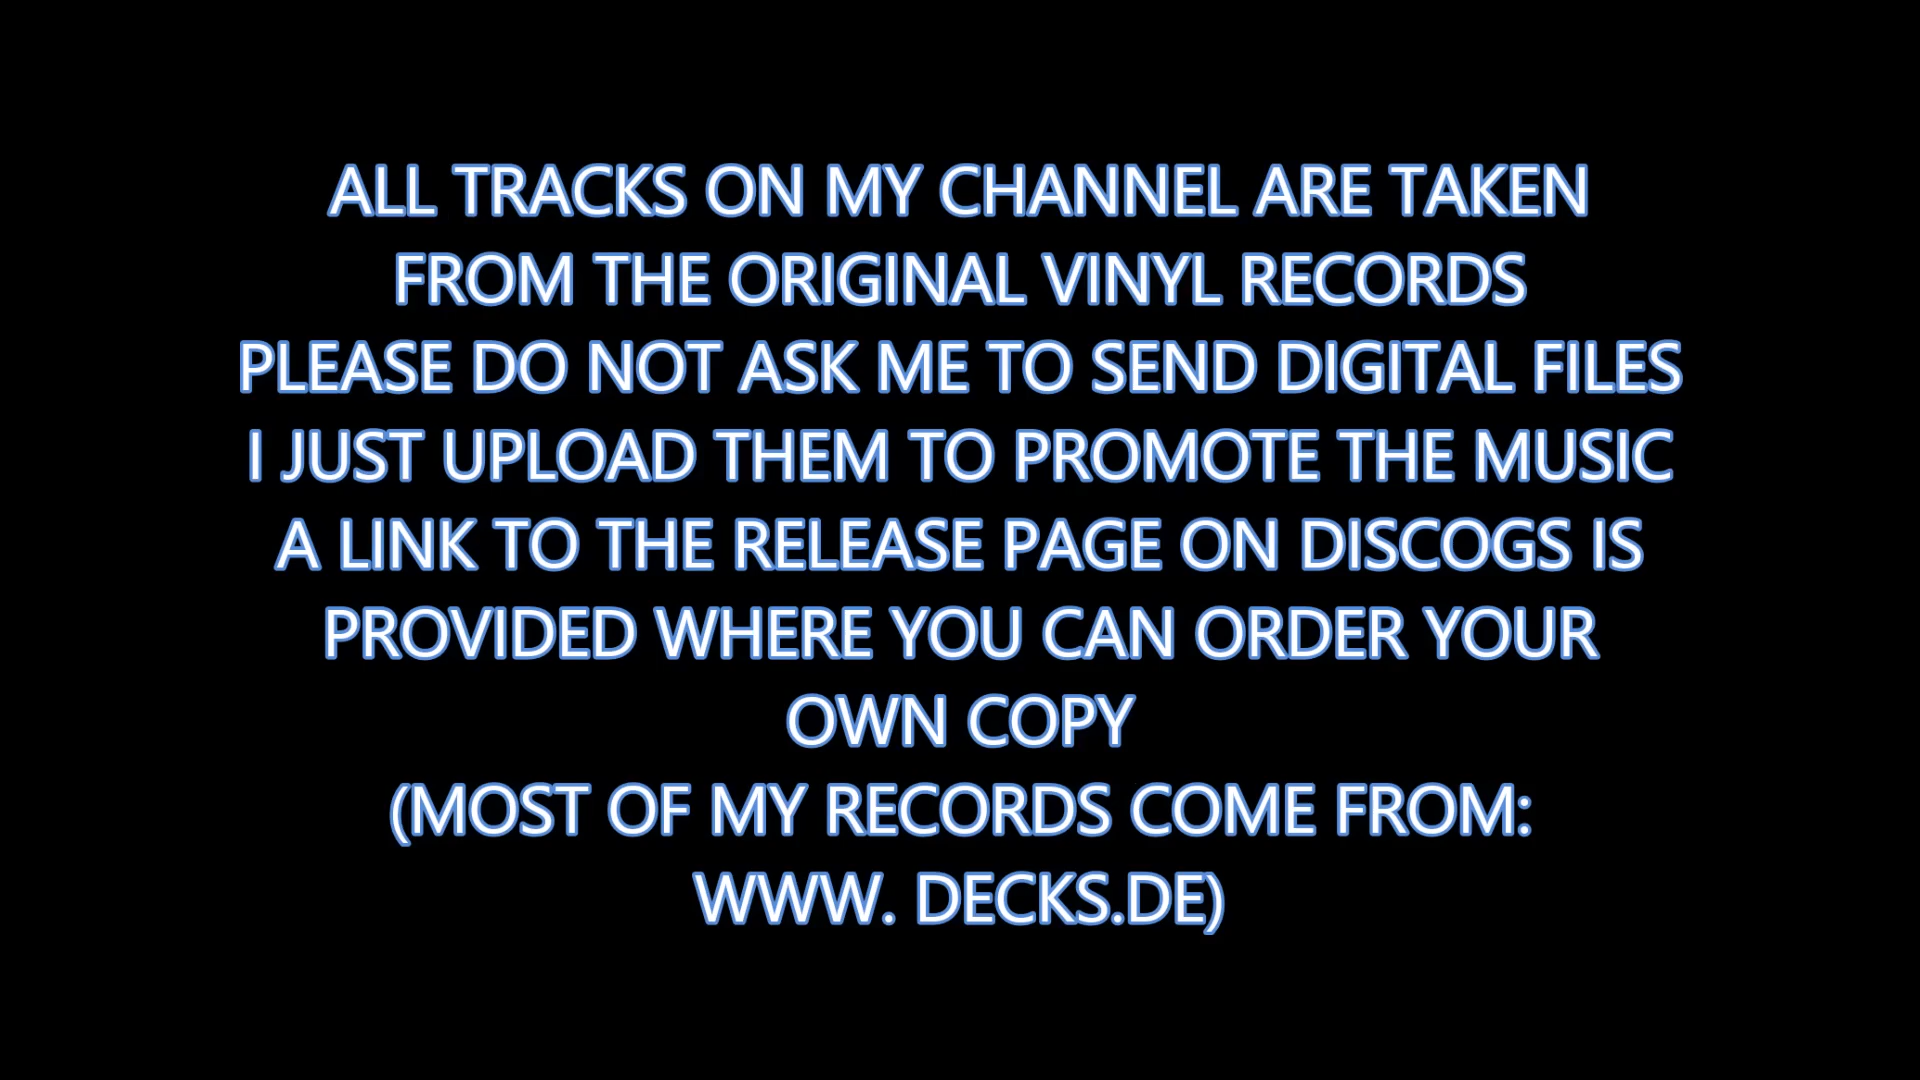 ALL TRACKS ON MY CHANNEL ARE TAKEN
FROM THE ORIGINAL VINYL RECORDS
PLEASE DO NOT ASK ME TO SEND DIGITAL FILES
I JUST UPLOAD THEM TO PROMOTE THE MUSIC
A LINK TO THE RELEASE PAGE ON DISCOGS IS
PROVIDED WHERE YOU CAN ORDER YOUR
OWN COPY
(MOST OF MY RECORDS COME FROM:
WWW. DECKS.DE)